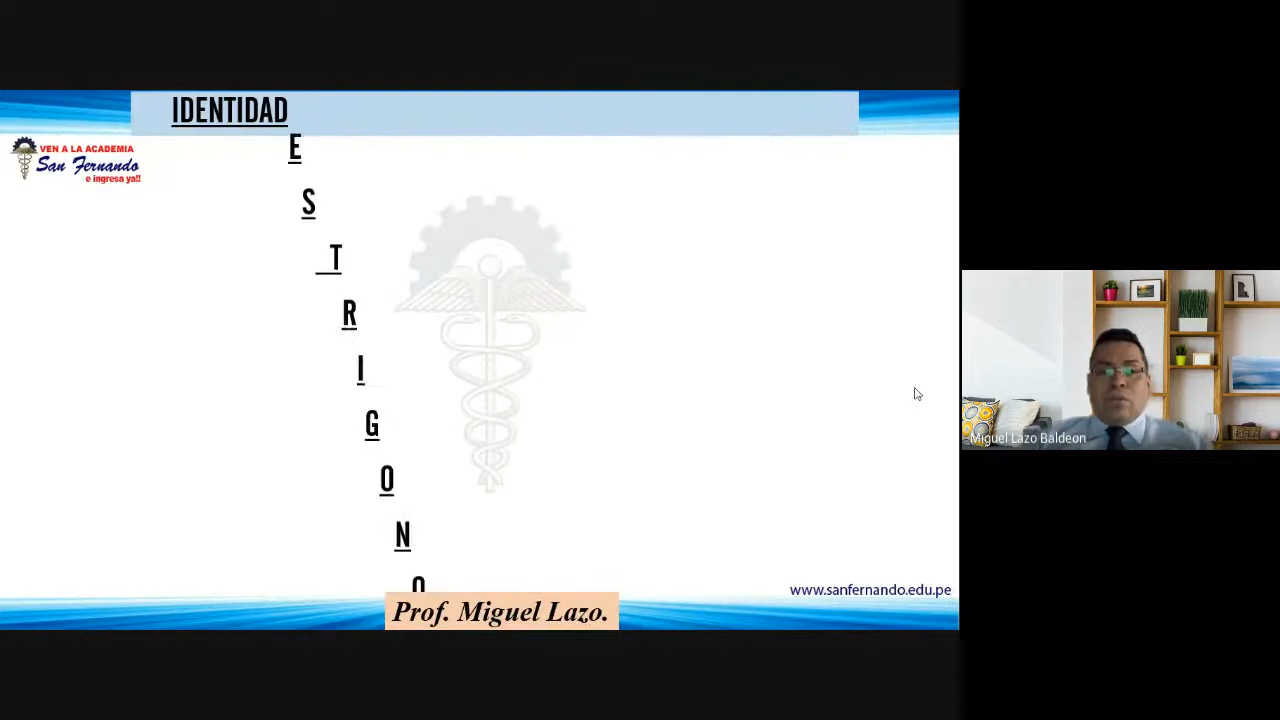 IDENTIDAD
E
S
T
R
I
G
O
N
O
VEN A LA ACADEMIA
San Fernando
e ingresa ya!!
www.sanfernando.edu.pe
Prof. Miguel Lazo.
Miguel Lazo Baldeon